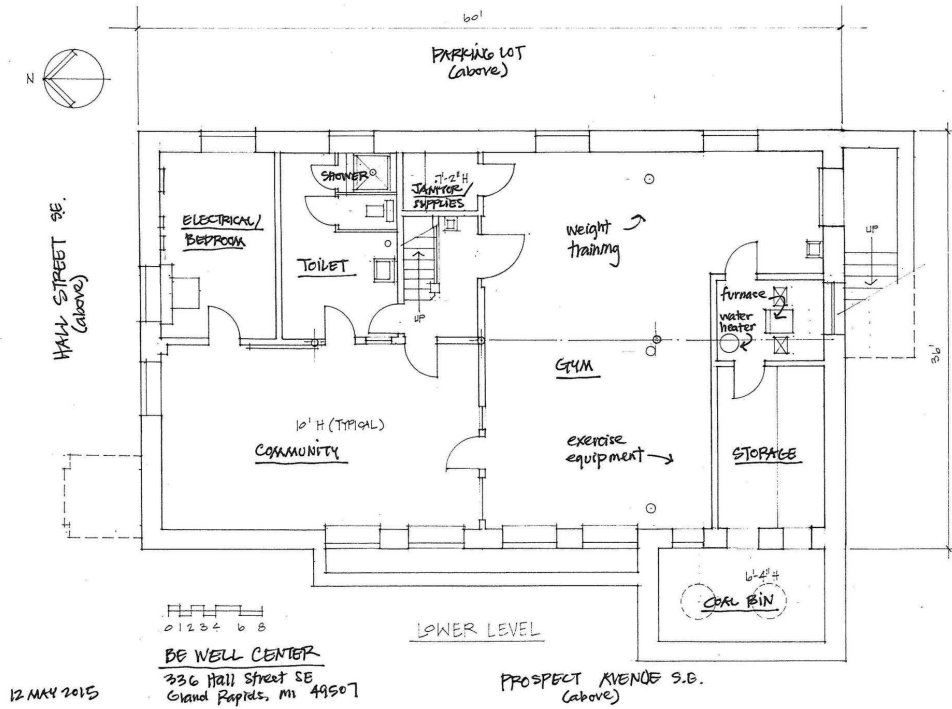 60'
PARKING LOT
(above)
N
HALL STREET SE.
(above)
SHOWER
7'-2" H
JANITOR/
SUPPLIES
ELECTRICAL/
BEDROOM
TOILET
UP
weight
training
UP
furnace
water
heater
36'
GYM
10' H (TYPICAL)
COMMUNITY
exercise
equipment
STORAGE
6'-4" H
COAL BIN
0 1 2 3 4 6 8
LOWER LEVEL
BE WELL CENTER
336 Hall Street SE
Grand Rapids, MI 49507
12 MAY 2015
PROSPECT AVENUE S.E.
(above)